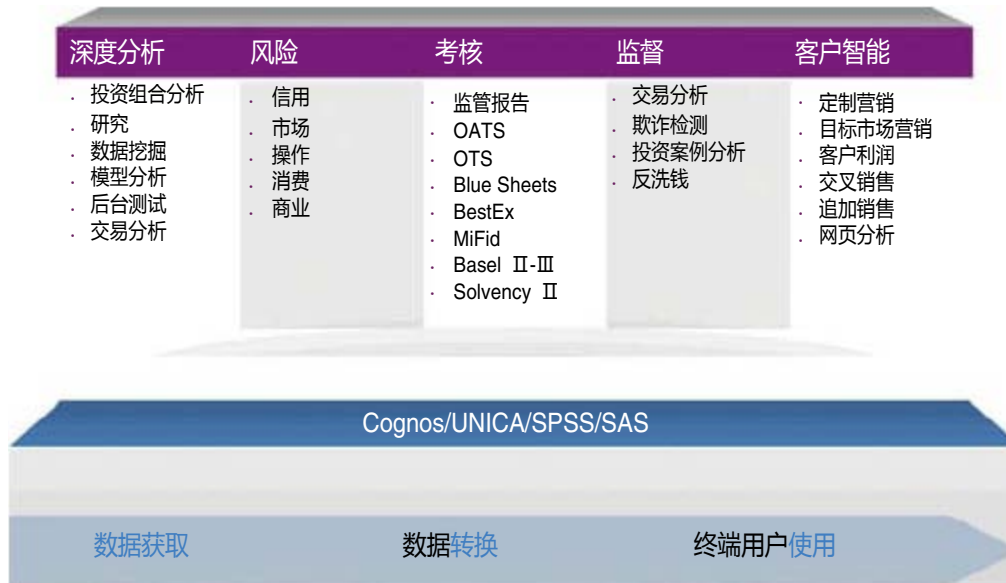 深度分析
· 投资组合分析
· 研究
· 数据挖掘
· 模型分析
· 后台测试
· 交易分析
风险
· 信用
· 市场
· 操作
· 消费
· 商业
考核
· 监管报告
· OATS
· OTS
· Blue Sheets
· BestEx
· MiFid
· Basel Ⅱ-Ⅲ
· Solvency Ⅱ
监督
· 交易分析
· 欺诈检测
· 投资案例分析
· 反洗钱
客户智能
· 定制营销
· 目标市场营销
· 客户利润
· 交叉销售
· 追加销售
· 网页分析
Cognos/UNICA/SPSS/SAS
数据获取
数据转换
终端用户使用